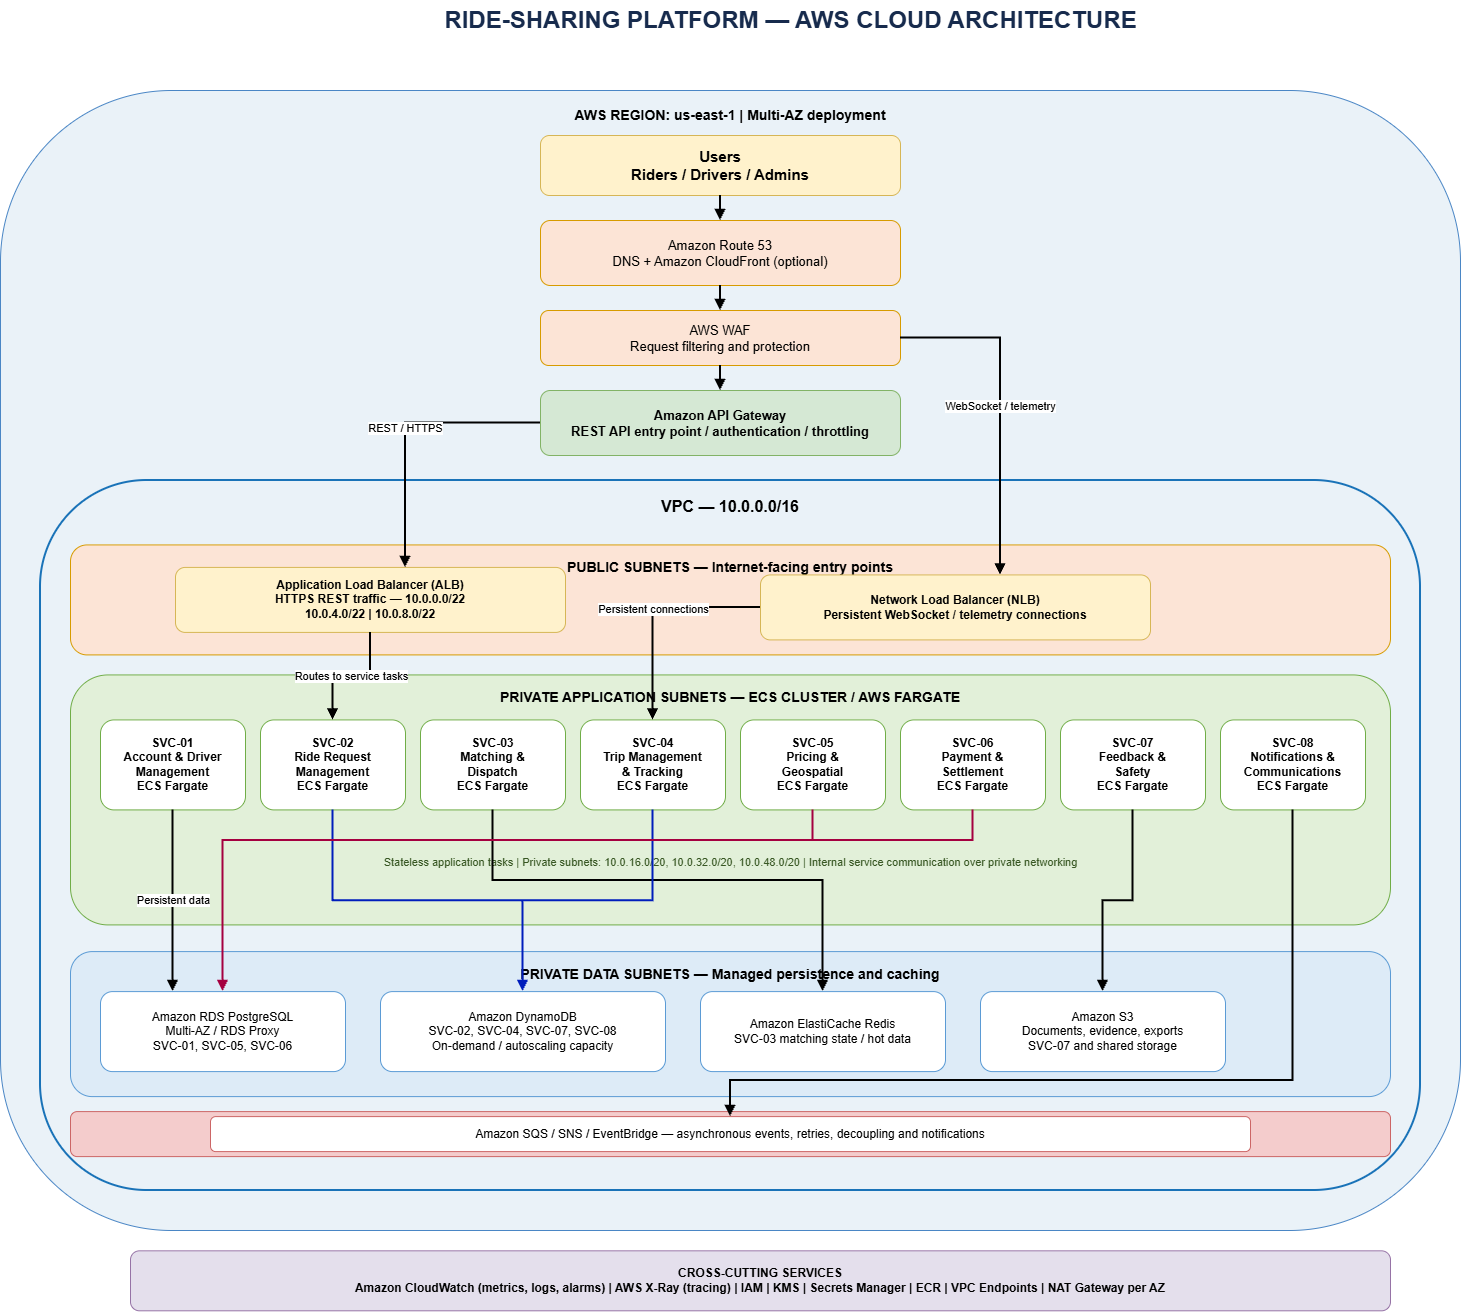 RIDE-SHARING PLATFORM — AWS CLOUD ARCHITECTURE
AWS REGION: us-east-1 | Multi-AZ deployment
Users
Riders / Drivers / Admins
Amazon Route 53
DNS + Amazon CloudFront (optional)
AWS WAF
Request filtering and protection
WebSocket / telemetry
Amazon API Gateway
REST API entry point / authentication / throttling
REST / HTTPS
VPC — 10.0.0.0/16
PUBLIC SUBNETS — Internet-facing entry points
Application Load Balancer (ALB)
HTTPS REST traffic — 10.0.0.0/22
10.0.4.0/22 | 10.0.8.0/22
Persistent connections
Network Load Balancer (NLB)
Persistent WebSocket / telemetry connections
Routes to service tasks
PRIVATE APPLICATION SUBNETS — ECS CLUSTER / AWS FARGATE
SVC-01
Account & Driver
Management
ECS Fargate
SVC-02
Ride Request
Management
ECS Fargate
SVC-03
Matching &
Dispatch
ECS Fargate
SVC-04
Trip Management
& Tracking
ECS Fargate
SVC-05
Pricing &
Geospatial
ECS Fargate
SVC-06
Payment &
Settlement
ECS Fargate
SVC-07
Feedback &
Safety
ECS Fargate
SVC-08
Notifications &
Communications
ECS Fargate
Stateless application tasks | Private subnets: 10.0.16.0/20, 10.0.32.0/20, 10.0.48.0/20 | Internal service communication over private networking
Persistent data
PRIVATE DATA SUBNETS — Managed persistence and caching
Amazon RDS PostgreSQL
Multi-AZ / RDS Proxy
SVC-01, SVC-05, SVC-06
Amazon DynamoDB
SVC-02, SVC-04, SVC-07, SVC-08
On-demand / autoscaling capacity
Amazon ElastiCache Redis
SVC-03 matching state / hot data
Amazon S3
Documents, evidence, exports
SVC-07 and shared storage
Amazon SQS / SNS / EventBridge — asynchronous events, retries, decoupling and notifications
CROSS-CUTTING SERVICES
Amazon CloudWatch (metrics, logs, alarms) | AWS X-Ray (tracing) | IAM | KMS | Secrets Manager | ECR | VPC Endpoints | NAT Gateway per AZ